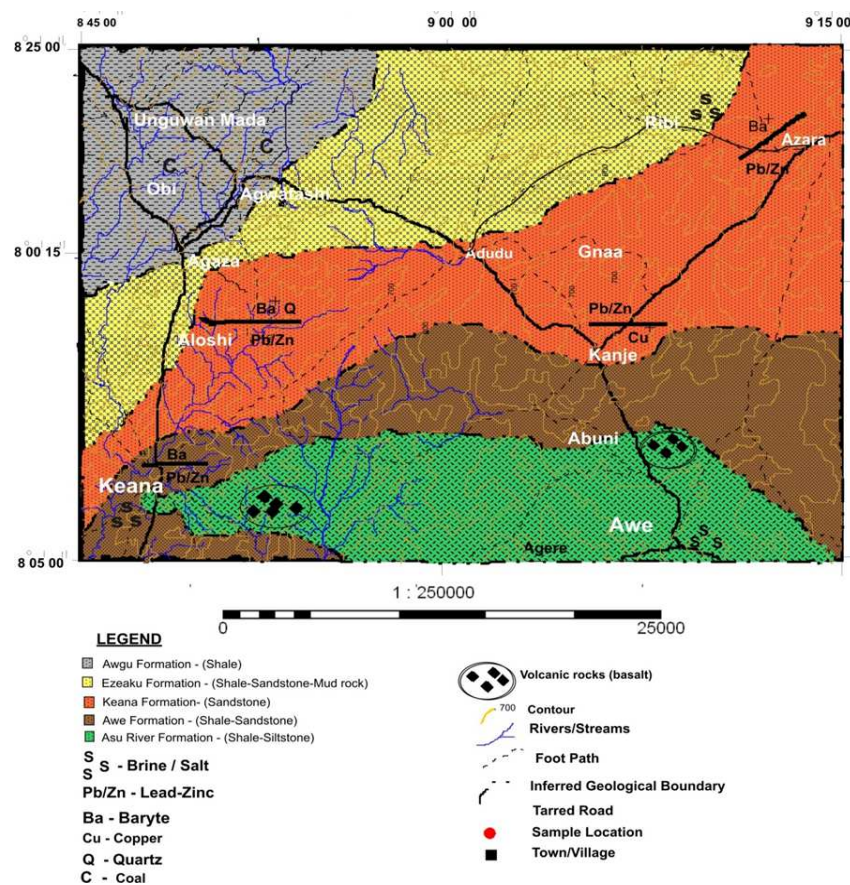 8 45 00
9 00 00
9 15 00
8 25 00
Unguwan Mada
Ribi
S
S S
Ba
Azara
C
C
Obi
Pb/Zn
Agwatashi
8 00 15
Agaza
Adudu
Gnaa
700
700
700
Ba Q
Pb/Zn
Aloshi
Pb/Zn
Cu
Kanje
Abuni
Ba
Pb/Zn
Keana
S
S S
Awe
S
S S
Agere
8 05 00
1 : 250000
0
25000
LEGEND
Awgu Formation - (Shale)
Ezeaku Formation - (Shale-Sandstone-Mud rock)
Keana Formation- (Sandstone)
Awe Formation - (Shale-Sandstone)
Asu River Formation - (Shale-Siltstone)
S
S S - Brine / Salt
Pb/Zn - Lead-Zinc
Ba - Baryte
Cu - Copper
Q - Quartz
C - Coal
Volcanic rocks (basalt)
700 Contour
Rivers/Streams
Foot Path
Inferred Geological Boundary
Tarred Road
Sample Location
Town/Village